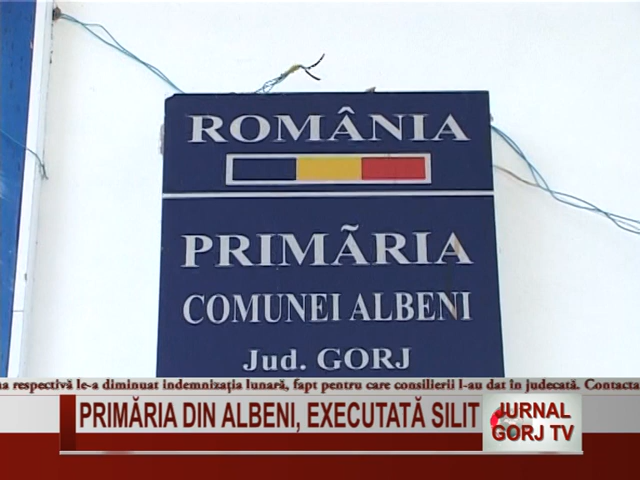 ROMÂNIA
PRIMÃRIA
COMUNEI ALBENI
Jud. GORJ
respectivă le-a diminuat indemnizația lunară, fapt pentru care consilierii l-au dat în judecată. Contacta
PRIMĂRIA DIN ALBENI, EXECUTATĂ SILIT
JURNAL
GORJ TV